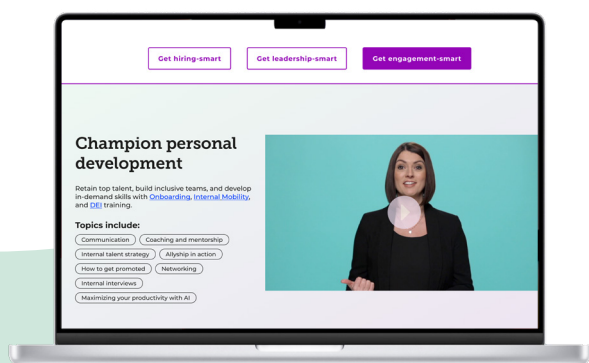 Get hiring-smart
Get leadership-smart
Get engagement-smart
Champion personal
development
Retain top talent, build inclusive teams, and develop
in-demand skills with Onboarding, Internal Mobility,
and DEI training.
Topics include:
Communication
Coaching and mentorship
Internal talent strategy
Allyship in action
How to get promoted
Networking
Internal interviews
Maximizing your productivity with AI